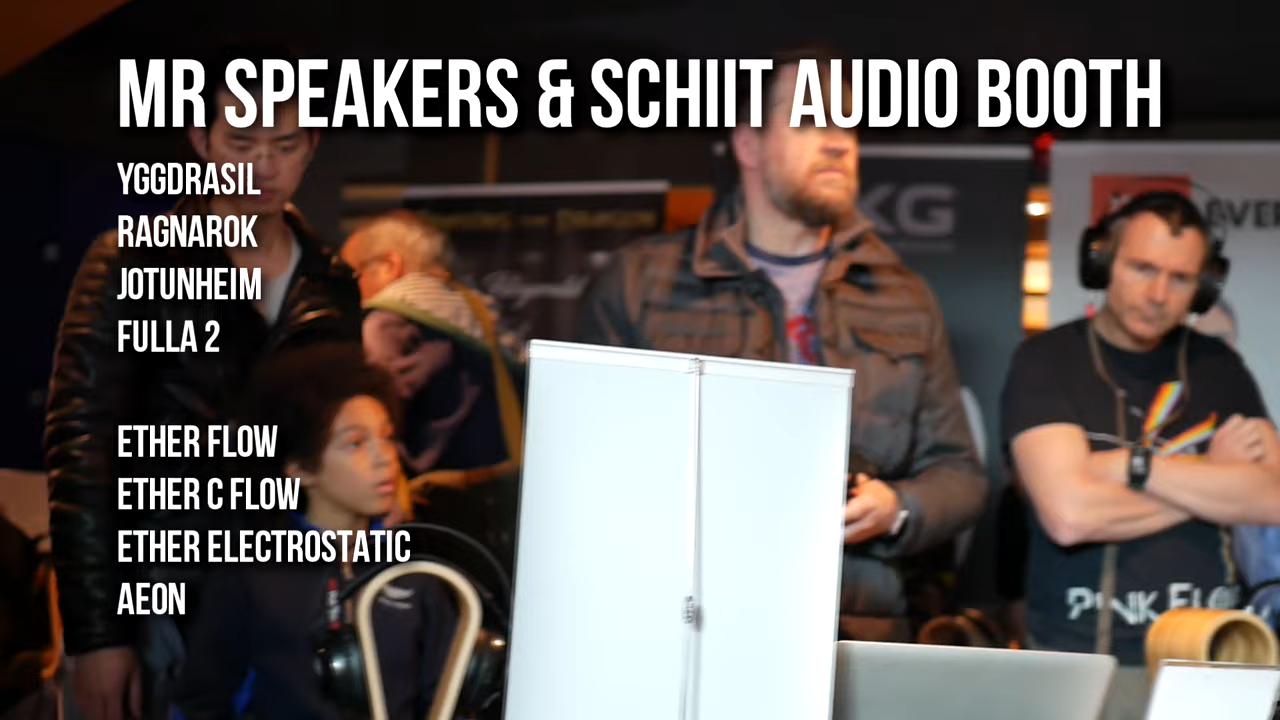 MR SPEAKERS & SCHIIT AUDIO BOOTH
YGGDRASIL
RAGNAROK
JOTUNHEIM
FULLA 2
ETHER FLOW
ETHER C FLOW
ETHER ELECTROSTATIC
AEON
KG
PINK FLO